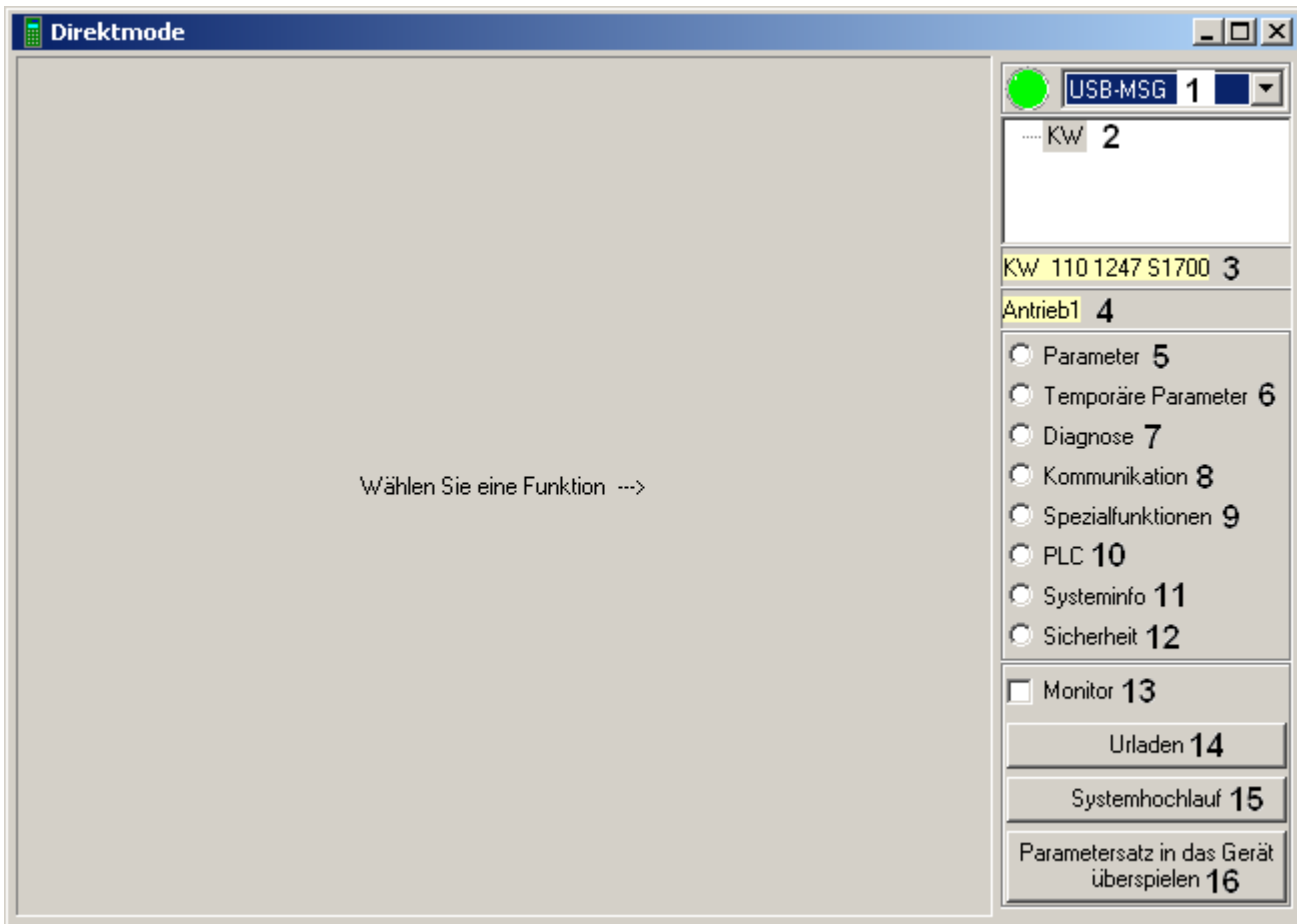 Direktmode
USB-MSG 1
KW 2
KW 110 1247 S1700 3
Antrieb1 4
Parameter 5
Temporäre Parameter 6
Diagnose 7
Wählen Sie eine Funktion --->
Kommunikation 8
Spezialfunktionen 9
PLC 10
Systeminfo 11
Sicherheit 12
Monitor 13
Urladen 14
Systemhochlauf 15
Parametersatz in das Gerät
überspielen 16